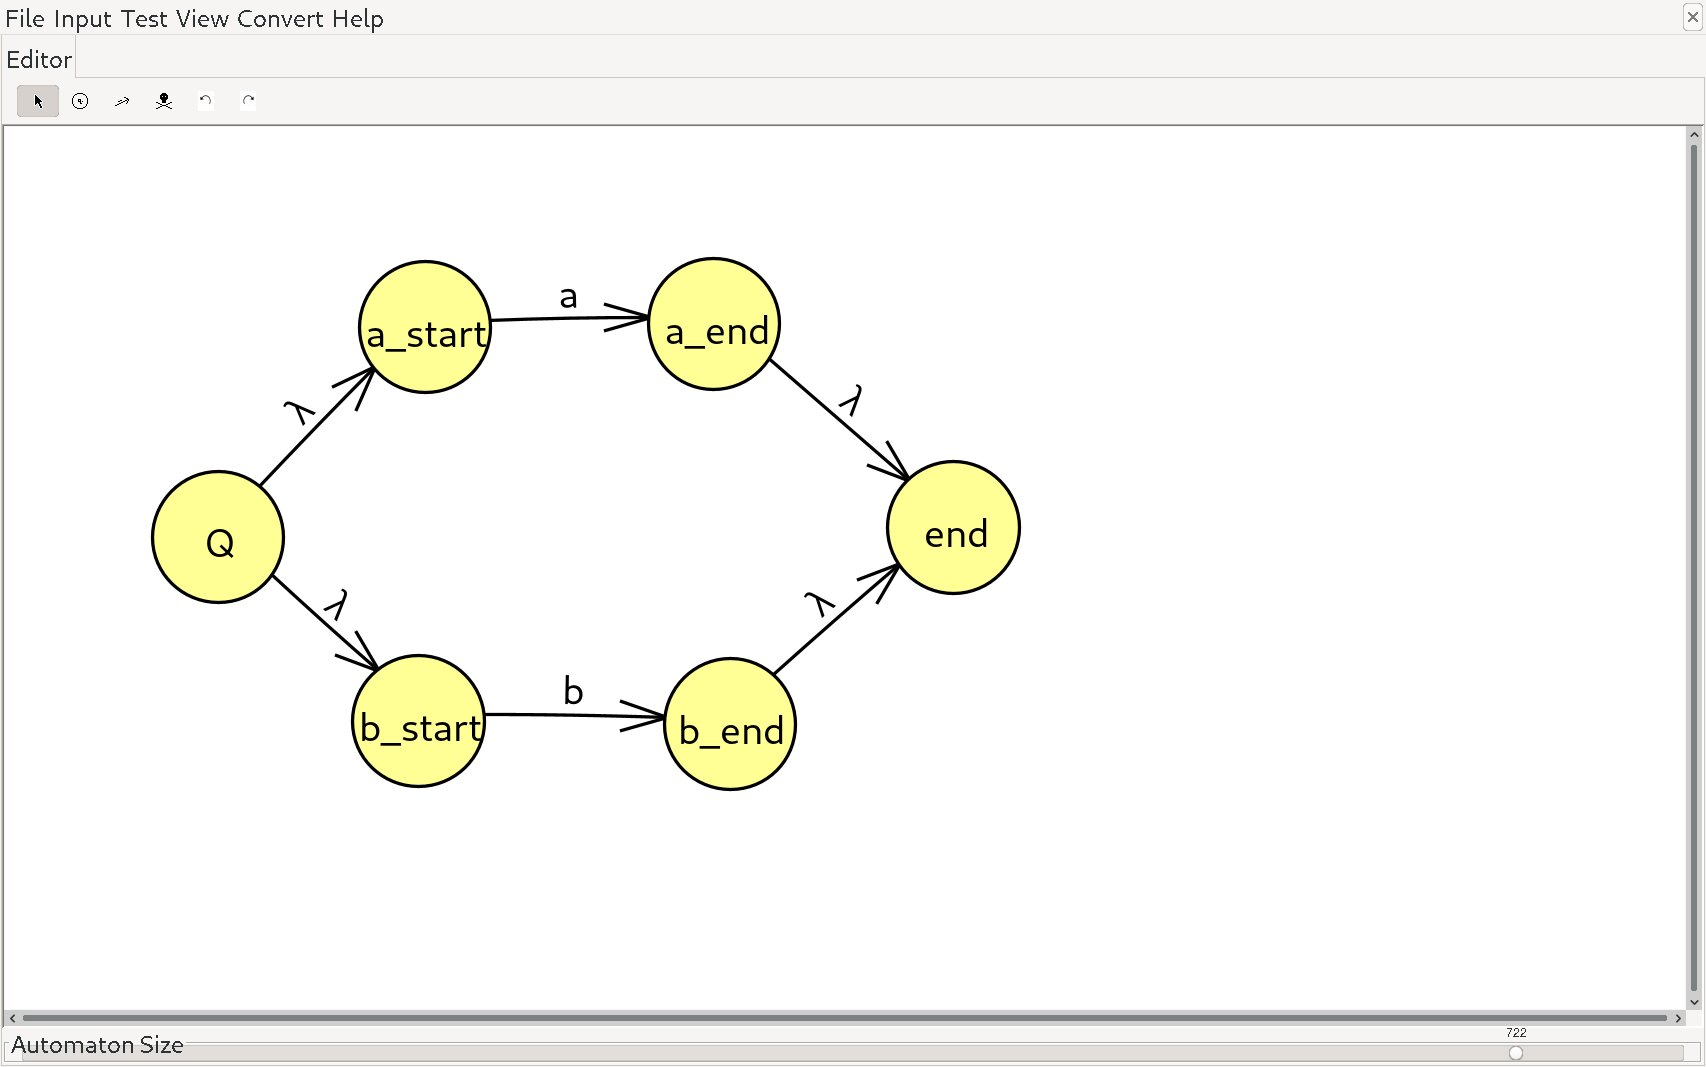 File Input Test View Convert Help
Editor
a
a_start
a_end
λ
λ
Q
end
λ
λ
b
b_start
b_end
722
Automaton Size